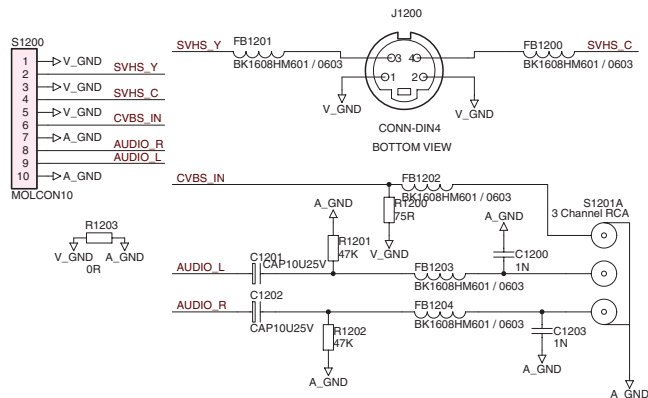 J1200
S1200
1
V_GND
2
SVHS_Y
3
V_GND
4
SVHS_C
5
V_GND
6
CVBS_IN
7
A_GND
8
AUDIO_R
9
AUDIO_L
10
A_GND
MOLCON10
SVHS_Y
FB1201
BK1608HM601 / 0603
3
4
1
2
FB1200
SVHS_C
BK1608HM601 / 0603
V_GND
V_GND
CONN-DIN4
BOTTOM VIEW
CVBS_IN
FB1202
BK1608HM601 / 0603
R1200
75R
V_GND
S1201A
3 Channel RCA
R1203
V_GND
A_GND
0R
A_GND
R1201
47K
A_GND
C1200
1N
AUDIO_L
C1201
CAP10U25V
FB1203
BK1608HM601 / 0603
AUDIO_R
C1202
CAP10U25V
FB1204
BK1608HM601 / 0603
R1202
47K
A_GND
C1203
1N
A_GND
A_GND